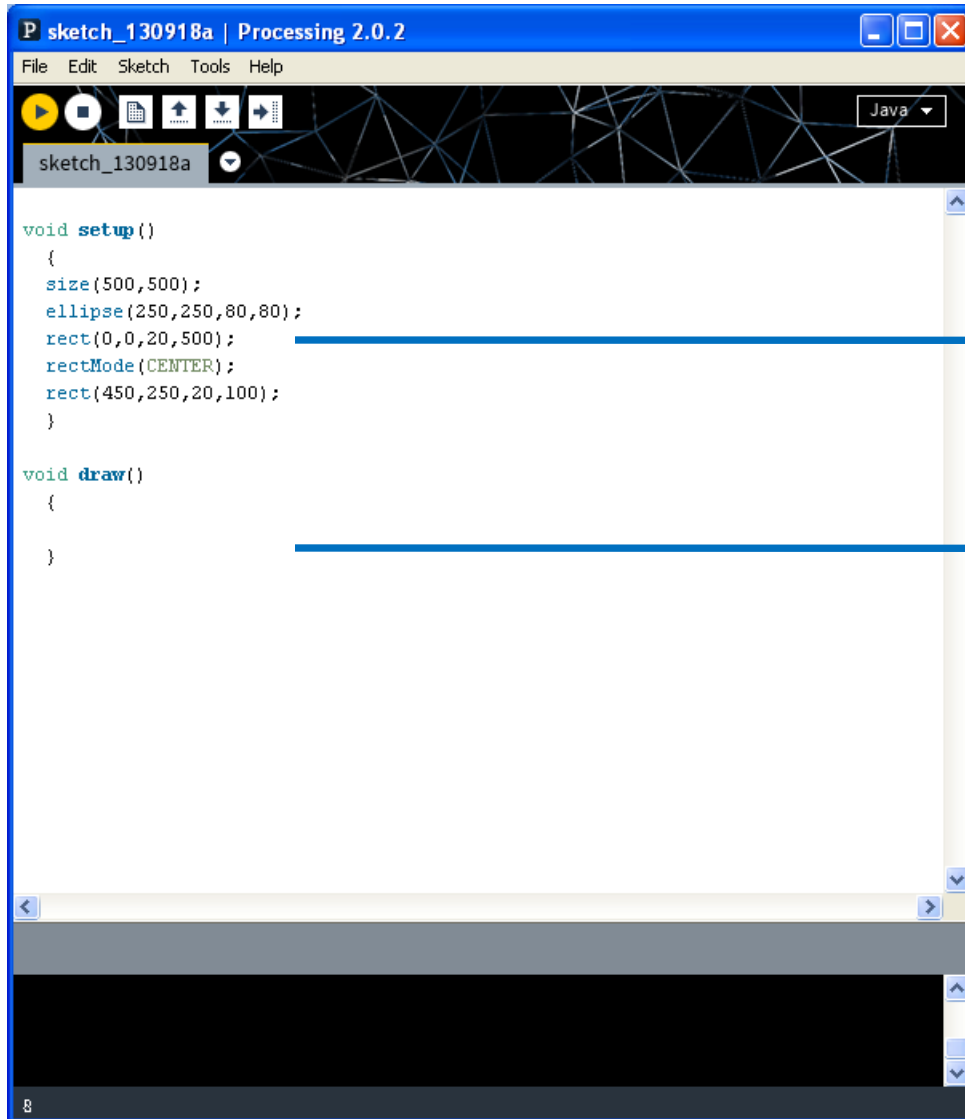 P sketch_130918a | Processing 2.0.2
File Edit Sketch Tools Help
Java
sketch_130918a
void setup()
{
size(500,500);
ellipse(250,250,80,80);
rect(0,0,20,500);
rectMode(CENTER);
rect(450,250,20,100);
}
void draw()
{
}
8